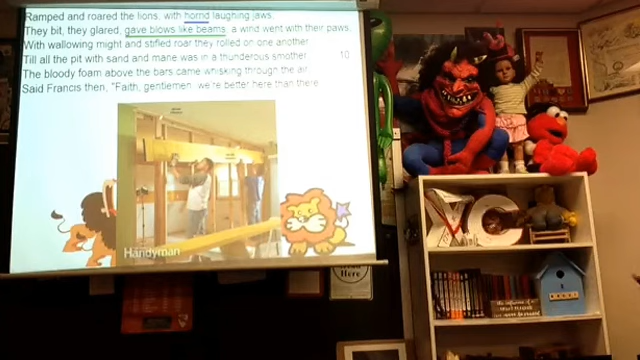 Ramped and roared the lions, with horrid laughing jaws;
They bit, they glared, gave blows like beams, a wind went with their paws;
With wallowing might and stifled roar they rolled on one another
Till all the pit with sand and mane was in a thunderous smother. 10
The bloody foam above the bars came whisking through the air;
Said Francis then, "Faith, gentlemen, we're better here than there
Handyman
Here